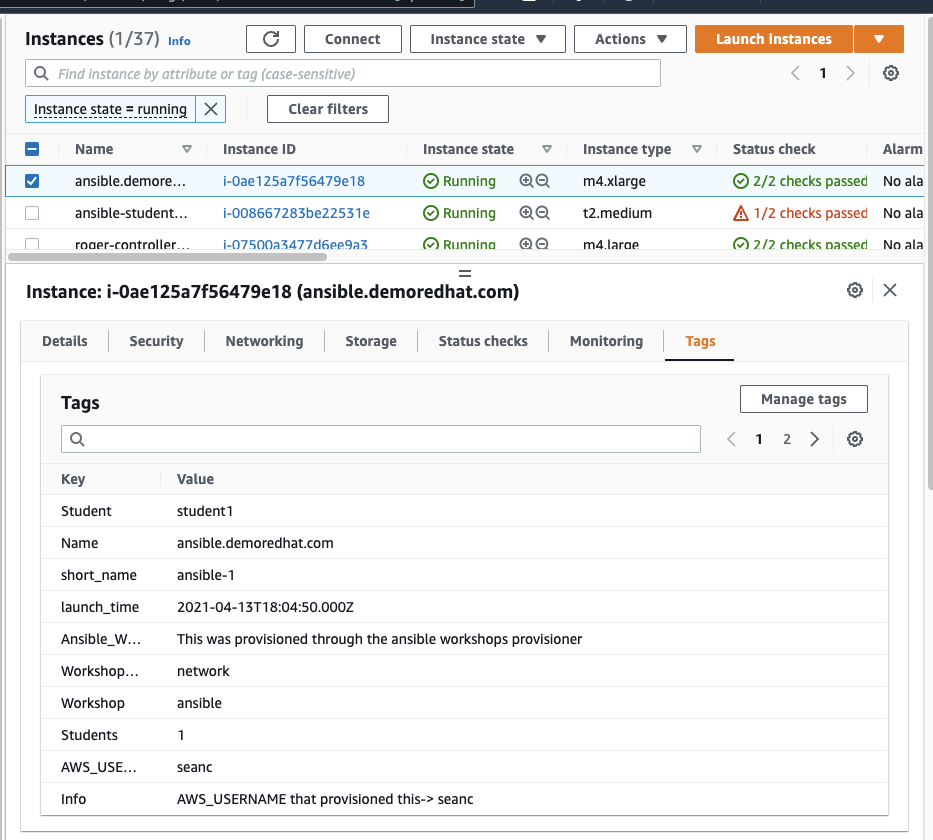 Instances (1/37) Info
Connect
Instance state
Actions
Launch instances
Find instance by attribute or tag (case-sensitive)
1
Instance state = running
Clear filters
Name Instance ID Instance state Instance type Status check Alarm
ansible.demore... i-0ae125a7f56479e18 Running m4.xlarge 2/2 checks passed No ala
ansible-student... i-008667283be22531e Running t2.medium 1/2 checks passed No ala
roger-controller... i-07500a3477d6ee9a3 Running m4.large 2/2 checks passed No ala
Instance: i-0ae125a7f56479e18 (ansible.demoredhat.com)
Details Security Networking Storage Status checks Monitoring Tags
Tags
Manage tags
1 2
Key Value
Student student1
Name ansible.demoredhat.com
short_name ansible-1
launch_time 2021-04-13T18:04:50.000Z
Ansible_W... This was provisioned through the ansible workshops provisioner
Workshop... network
Workshop ansible
Students 1
AWS_USE... seanc
Info AWS_USERNAME that provisioned this-> seanc